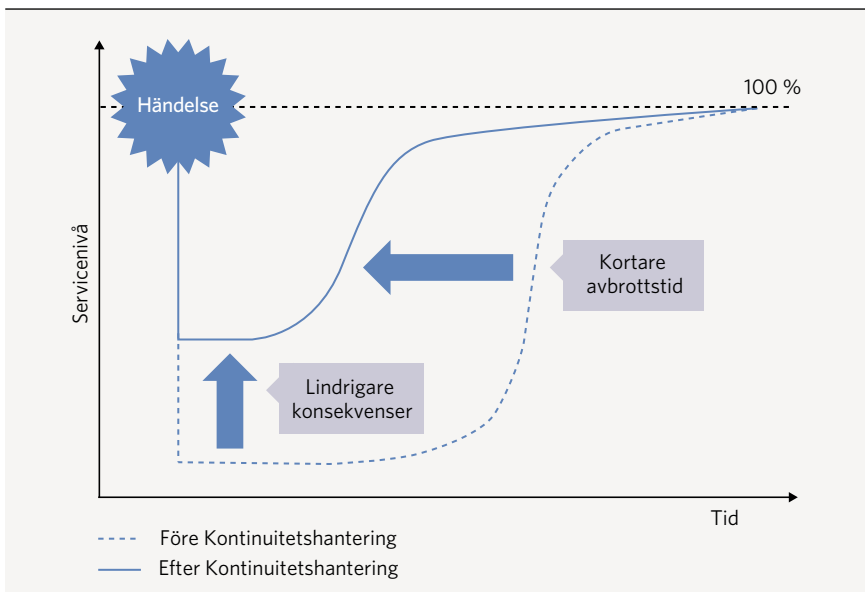 100 %
Händelse
Servicenivå
Kortare
avbrottstid
Lindrigare
konsekvenser
Tid
Före Kontinuitetshantering
Efter Kontinuitetshantering